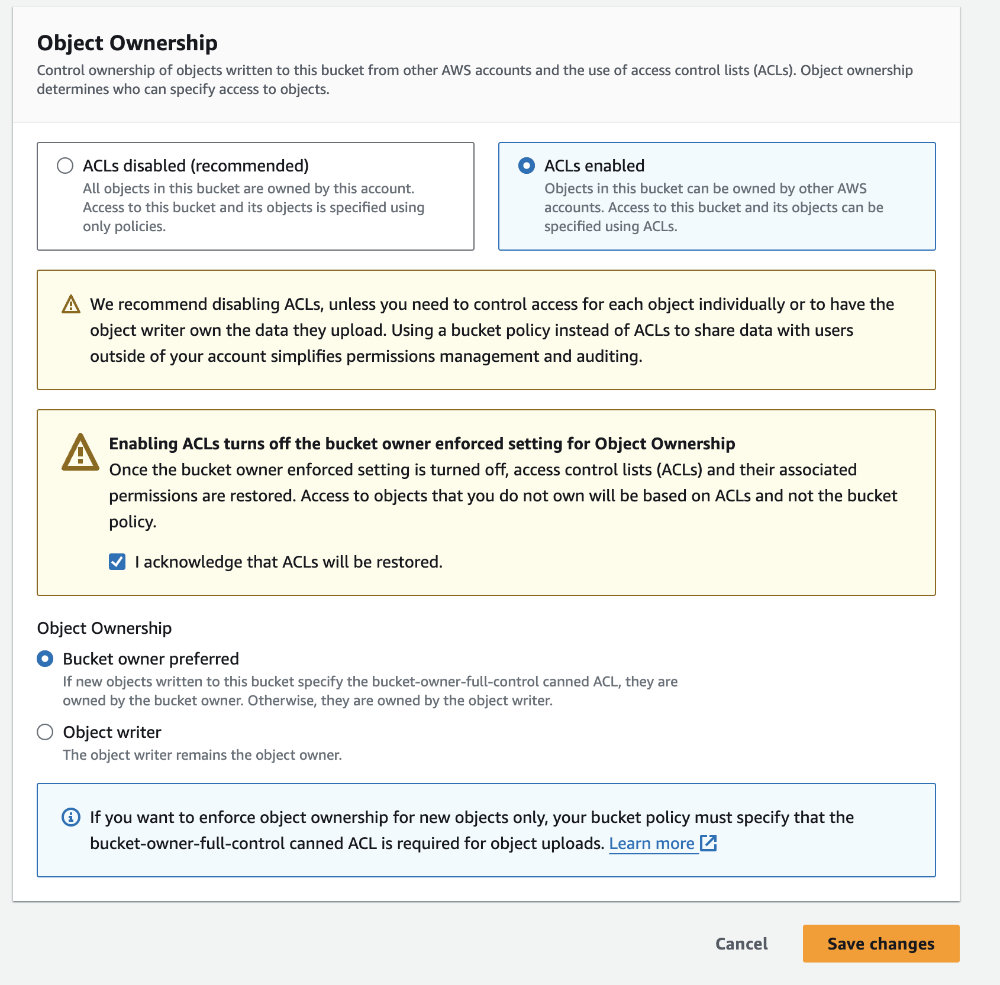 Object Ownership
Control ownership of objects written to this bucket from other AWS accounts and the use of access control lists (ACLs). Object ownership
determines who can specify access to objects.
ACLs disabled (recommended)
All objects in this bucket are owned by this account.
Access to this bucket and its objects is specified using
only policies.
ACLs enabled
Objects in this bucket can be owned by other AWS
accounts. Access to this bucket and its objects can be
specified using ACLs.
We recommend disabling ACLs, unless you need to control access for each object individually or to have the
object writer own the data they upload. Using a bucket policy instead of ACLs to share data with users
outside of your account simplifies permissions management and auditing.
Enabling ACLs turns off the bucket owner enforced setting for Object Ownership
Once the bucket owner enforced setting is turned off, access control lists (ACLs) and their associated
permissions are restored. Access to objects that you do not own will be based on ACLs and not the bucket
policy.
I acknowledge that ACLs will be restored.
Object Ownership
Bucket owner preferred
If new objects written to this bucket specify the bucket-owner-full-control canned ACL, they are
owned by the bucket owner. Otherwise, they are owned by the object writer.
Object writer
The object writer remains the object owner.
If you want to enforce object ownership for new objects only, your bucket policy must specify that the
bucket-owner-full-control canned ACL is required for object uploads. Learn more
Cancel
Save changes